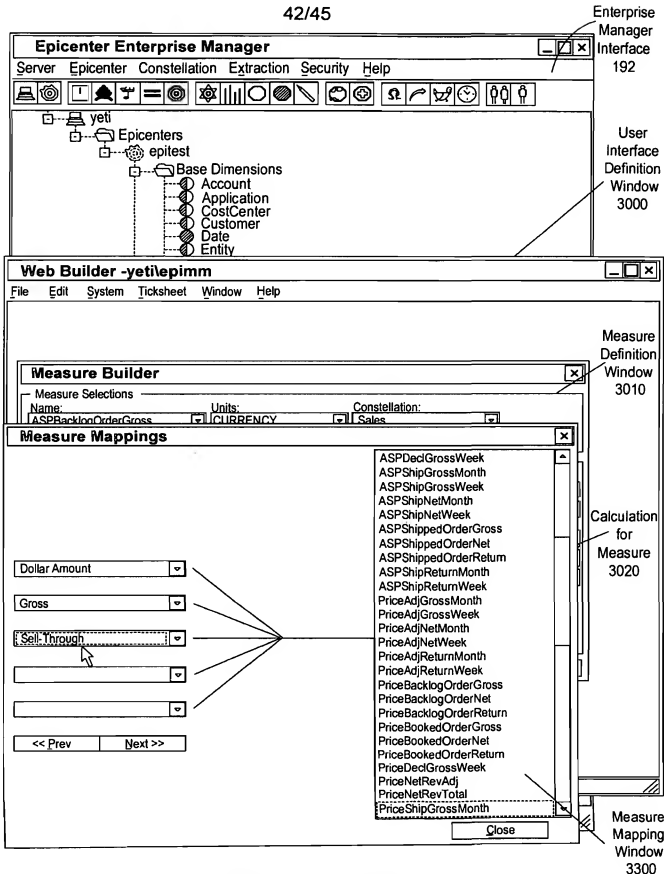 42/45
Enterprise
Manager
Interface
192
Epicenter Enterprise Manager
Server Epicenter Constellation Extraction Security Help
yeti
Epicenters
epitest
Base Dimensions
Account
Application
CostCenter
Customer
Date
Entity
User
Interface
Definition
Window
3000
Web Builder -yeti\epimm
File Edit System Ticksheet Window Help
Measure
Definition
Window
3010
Measure Builder
Measure Selections
Name: Units: Constellation:
ASPBacklogOrderGross CURRENCY Sales
Measure Mappings
Dollar Amount
Gross
Sell-Through
<< Prev Next >>
ASPDeclGrossWeek
ASPShipGrossMonth
ASPShipGrossWeek
ASPShipNetMonth
ASPShipNetWeek
ASPShippedOrderGross
ASPShippedOrderNet
ASPShippedOrderReturn
ASPShipReturnMonth
ASPShipReturnWeek
PriceAdjGrossMonth
PriceAdjGrossWeek
PriceAdjNetMonth
PriceAdjNetWeek
PriceAdjReturnMonth
PriceAdjReturnWeek
PriceBacklogOrderGross
PriceBacklogOrderNet
PriceBacklogOrderReturn
PriceBookedOrderGross
PriceBookedOrderNet
PriceBookedOrderReturn
PriceDeclGrossWeek
PriceNetRevAdj
PriceNetRevTotal
PriceShipGrossMonth
Calculation
for
Measure
3020
Close
Measure
Mapping
Window
3300